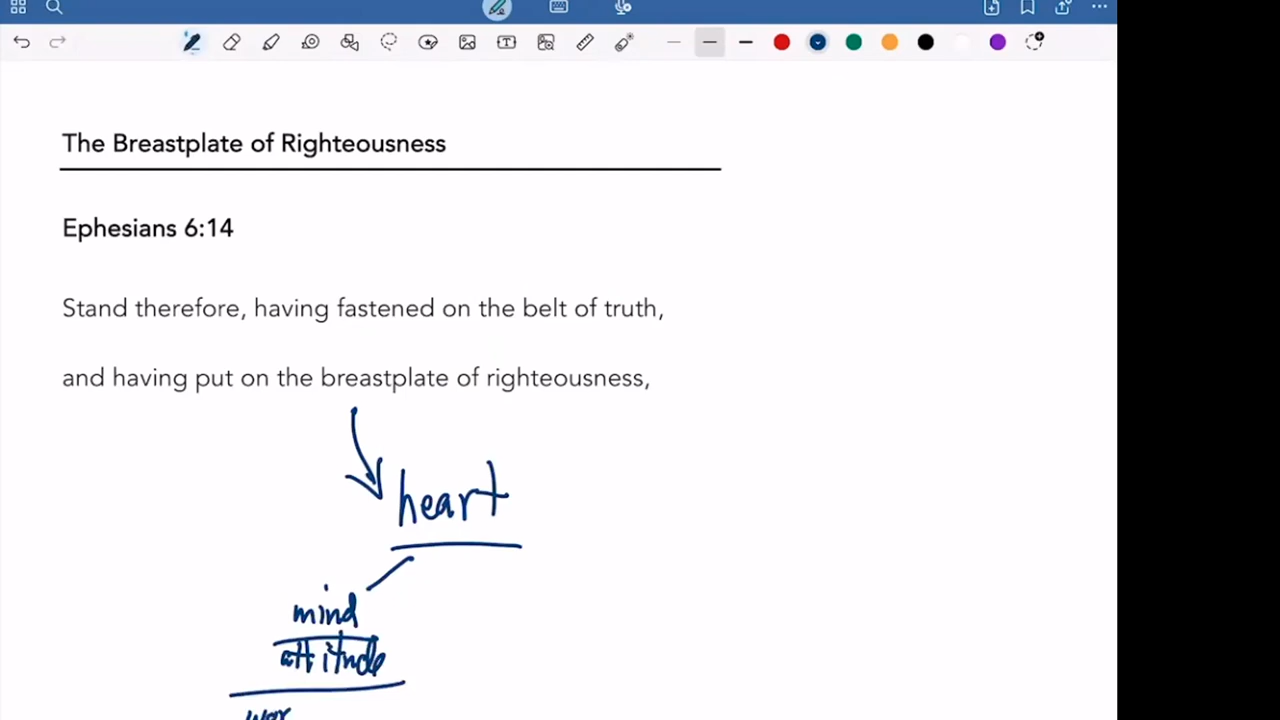 The Breastplate of Righteousness
Ephesians 6:14
Stand therefore, having fastened on the belt of truth,
and having put on the breastplate of righteousness,
heart
mind
attitude